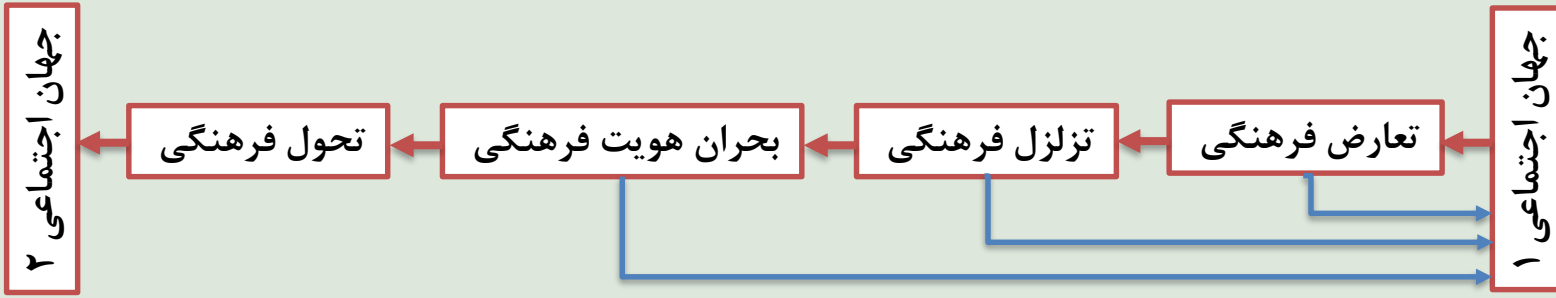 جهان اجتماعی ۱
تعارض فرهنگی
تزلزل فرهنگی
بحران هویت فرهنگی
تحول فرهنگی
جهان اجتماعی ۲